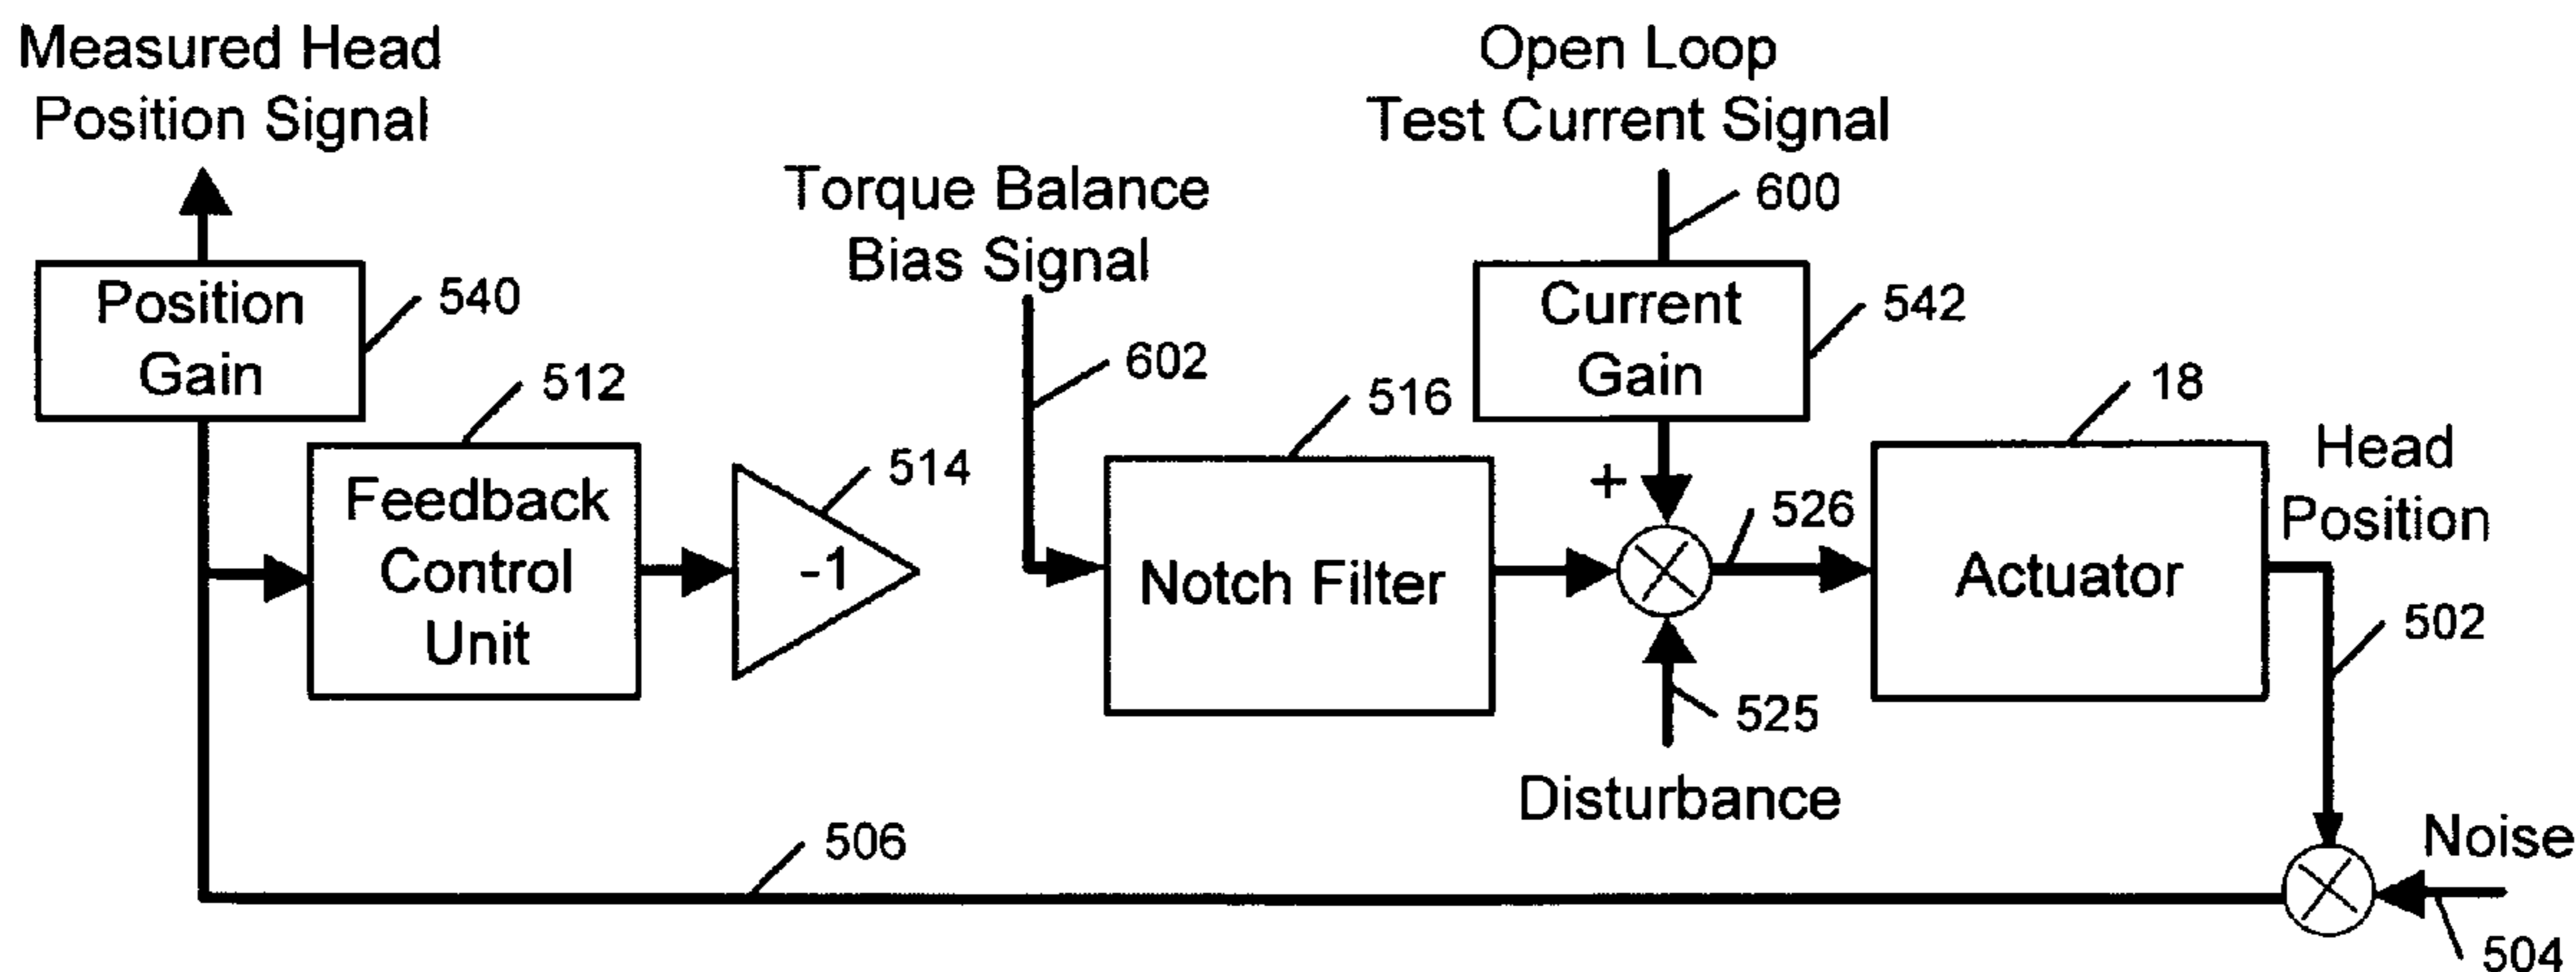 Measured Head
Position Signal
Open Loop
Test Current Signal
600
Torque Balance
Bias Signal
602
Position
Gain
540
Current
Gain
542
512
Feedback
Control
Unit
514
-1
516
Notch Filter
+
526
18
Actuator
Head
Position
502
525
Disturbance
506
Noise
504